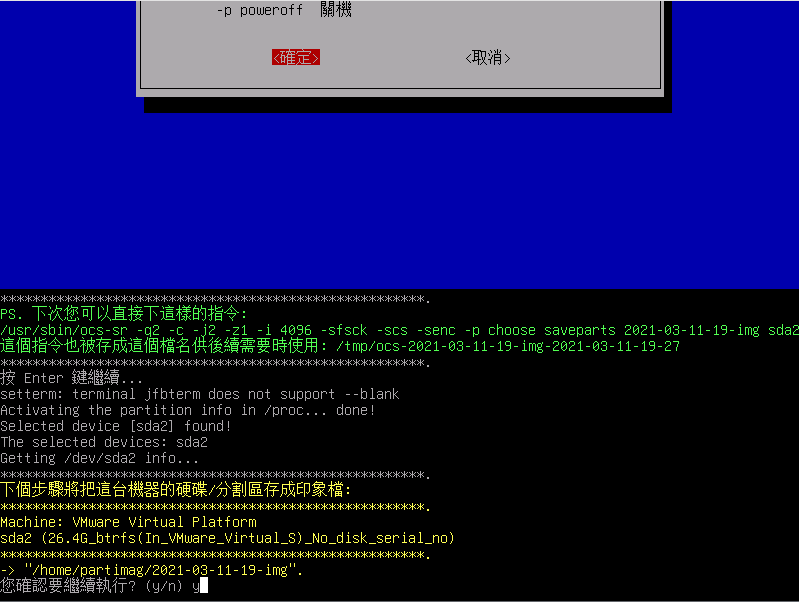 -p poweroff 關機
<確定> <取消>
*****************************************************.
PS. 下次您可以直接下這樣的指令:
/usr/sbin/ocs-sr -q2 -c -j2 -z1 -i 4096 -sfsck -scs -senc -p choose saveparts 2021-03-11-19-img sda2
這個指令也被存成這個檔名供後續需要時使用: /tmp/ocs-2021-03-11-19-img-2021-03-11-19-27
*****************************************************.
按 Enter 鍵繼續...
setterm: terminal jfbterm does not support --blank
Activating the partition info in /proc... done!
Selected device [sda2] found!
The selected devices: sda2
Getting /dev/sda2 info...
*****************************************************.
下個步驟將把這台機器的硬碟/分割區存成印象檔:
*****************************************************.
Machine: VMware Virtual Platform
sda2 (26.4G_btrfs(In_VMware_Virtual_S)_No_disk_serial_no)
*****************************************************.
-> "/home/partimag/2021-03-11-19-img".
您確認要繼續執行? (y/n) y